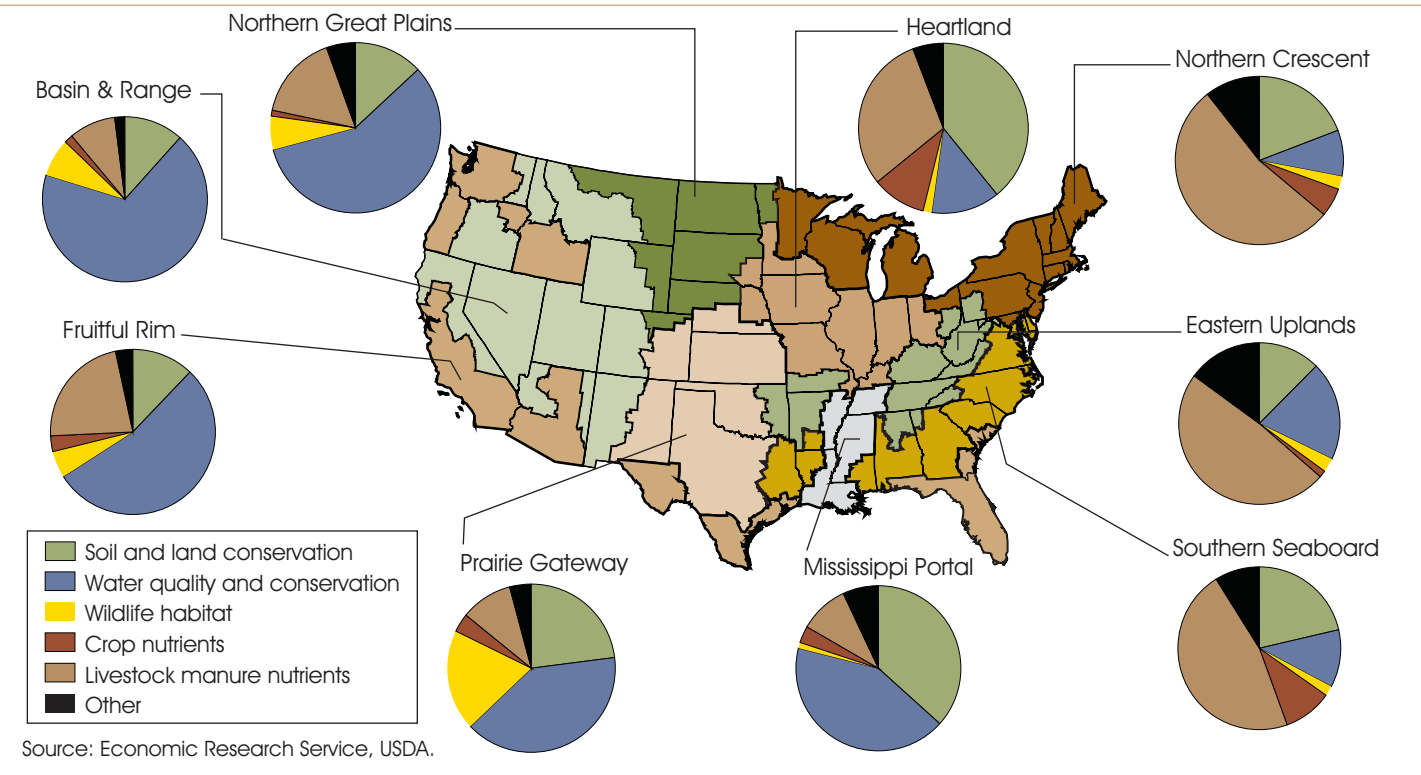 Northern Great Plains
Heartland
Northern Crescent
Basin & Range
Fruitful Rim
Eastern Uplands
Soil and land conservation
Water quality and conservation
Wildlife habitat
Crop nutrients
Livestock manure nutrients
Other
Prairie Gateway
Mississippi Portal
Southern Seaboard
Source: Economic Research Service, USDA.